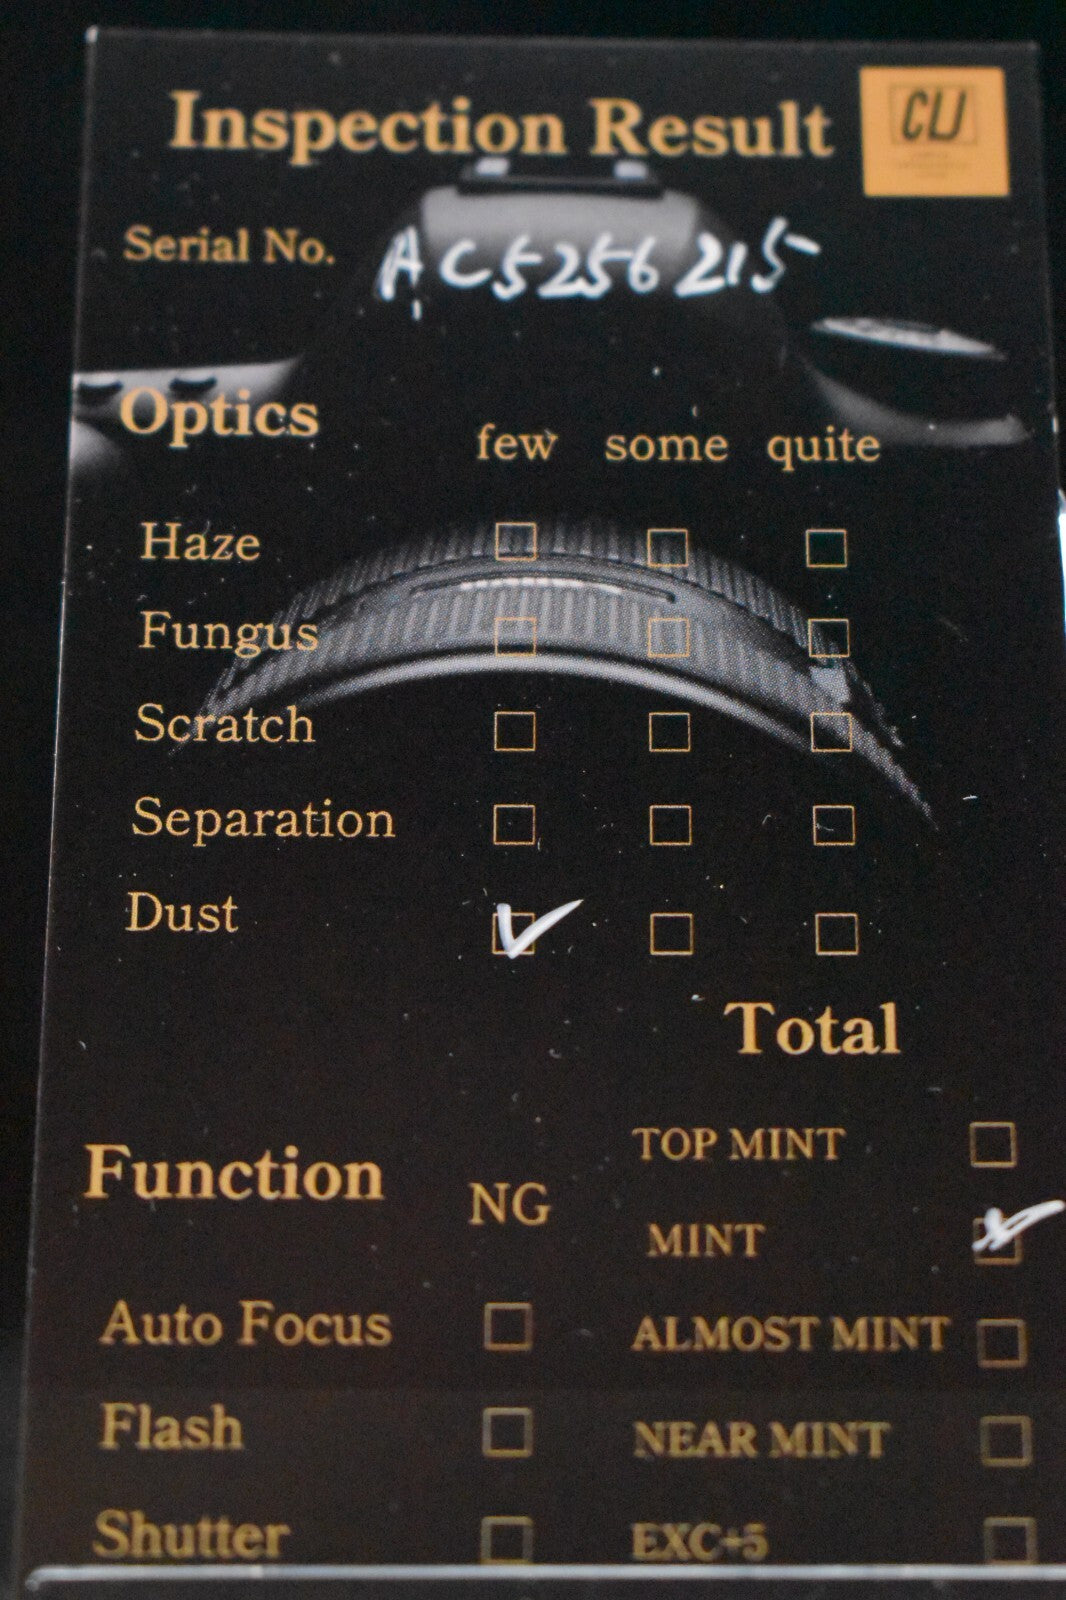 Inspection Result
CIJ
Serial No. AC5256215
Optics
few some quite
Haze
Fungus
Scratch
Separation
Dust
Total
Function
NG
Auto Focus
Flash
Shutter
TOP MINT
MINT
ALMOST MINT
NEAR MINT
EXC+5